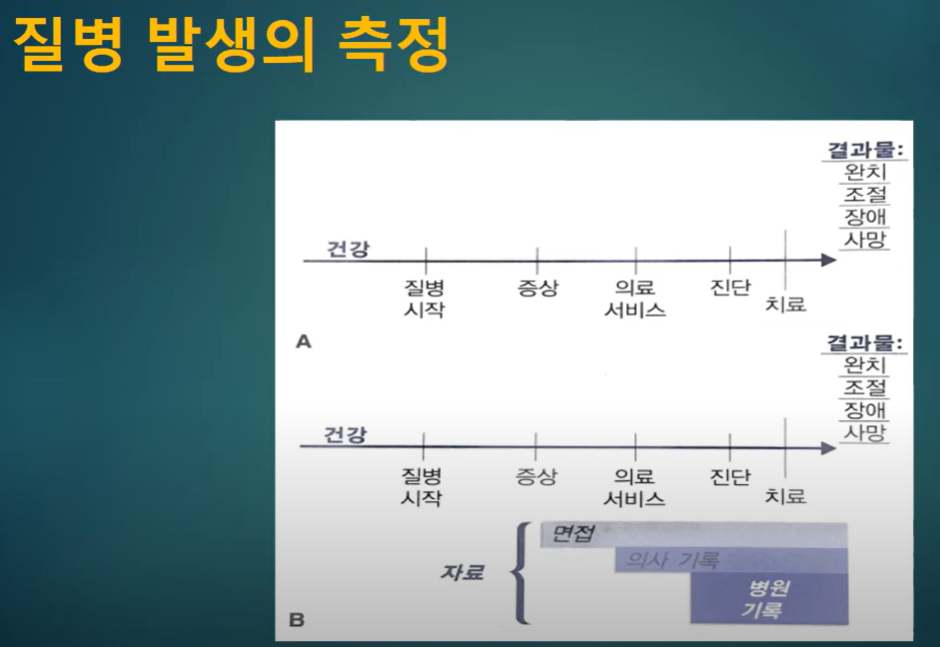 질병 발생의 측정
결과물:
완치
조절
장애
사망
건강
질병
시작
증상
의료
서비스
진단
치료
A
결과물:
완치
조절
장애
사망
건강
질병
시작
증상
의료
서비스
진단
치료
자료
면접
의사 기록
병원
기록
B